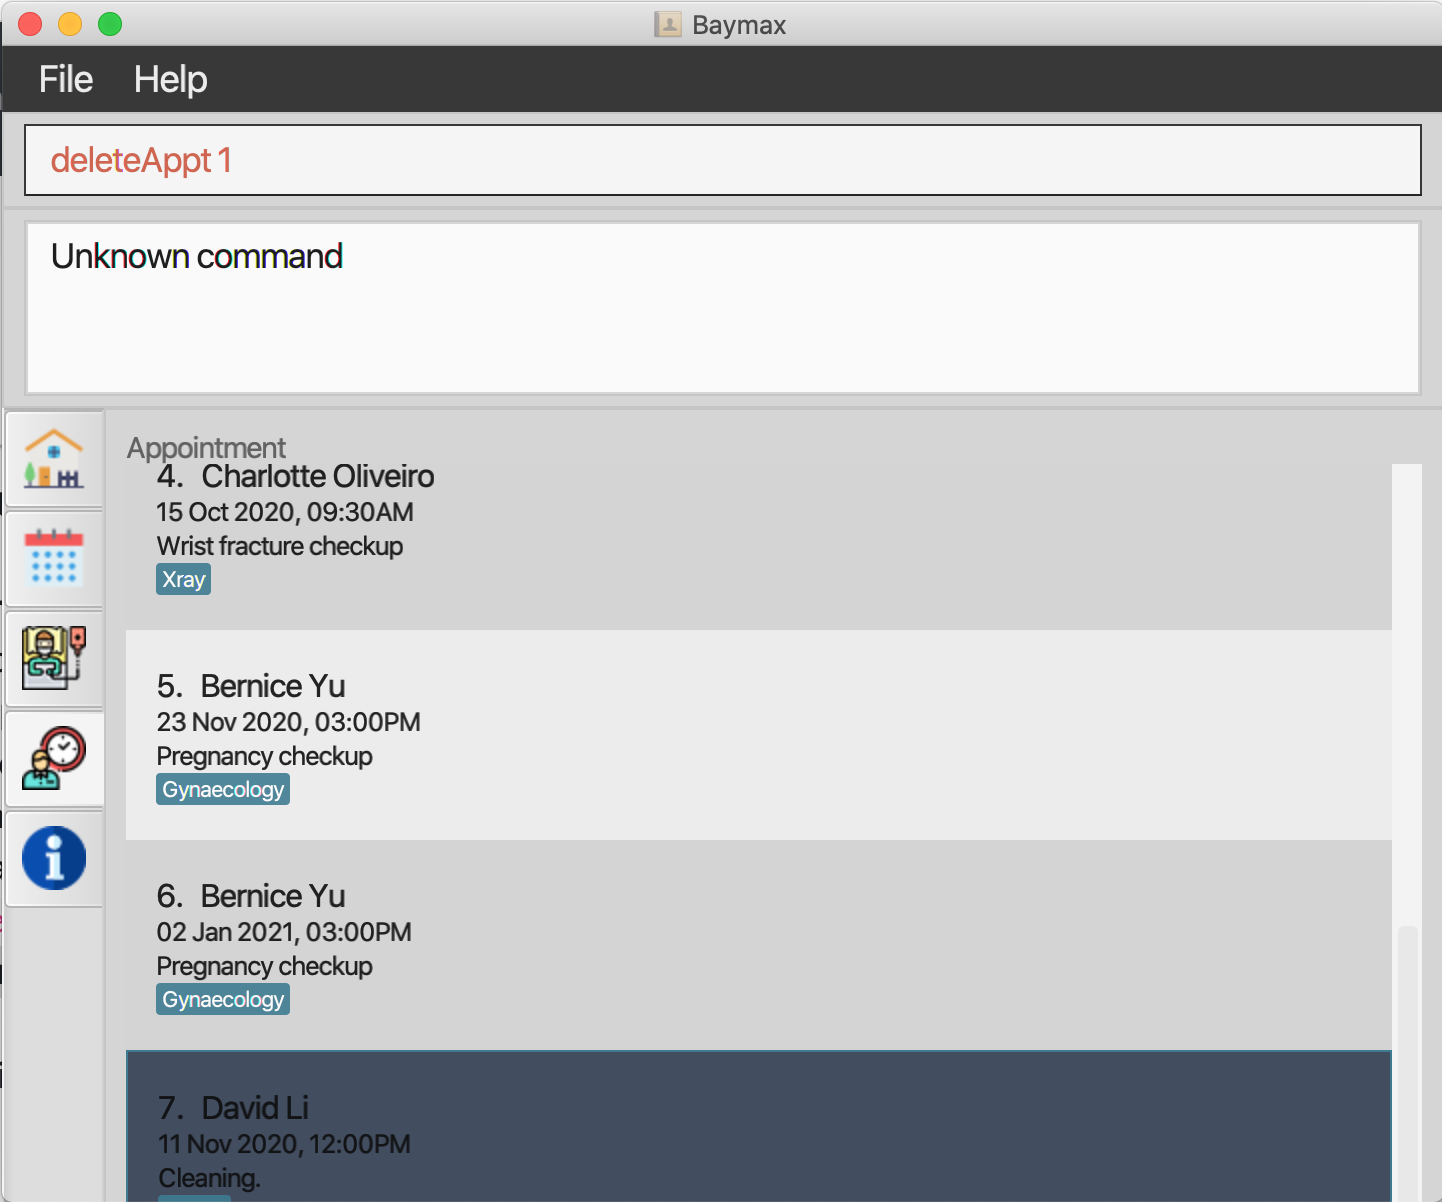 Baymax
File Help
deleteAppt 1
Unknown command
Appointment
4. Charlotte Oliveiro
15 Oct 2020, 09:30AM
Wrist fracture checkup
Xray
5. Bernice Yu
23 Nov 2020, 03:00PM
Pregnancy checkup
Gynaecology
6. Bernice Yu
02 Jan 2021, 03:00PM
Pregnancy checkup
Gynaecology
7. David Li
11 Nov 2020, 12:00PM
Cleaning.